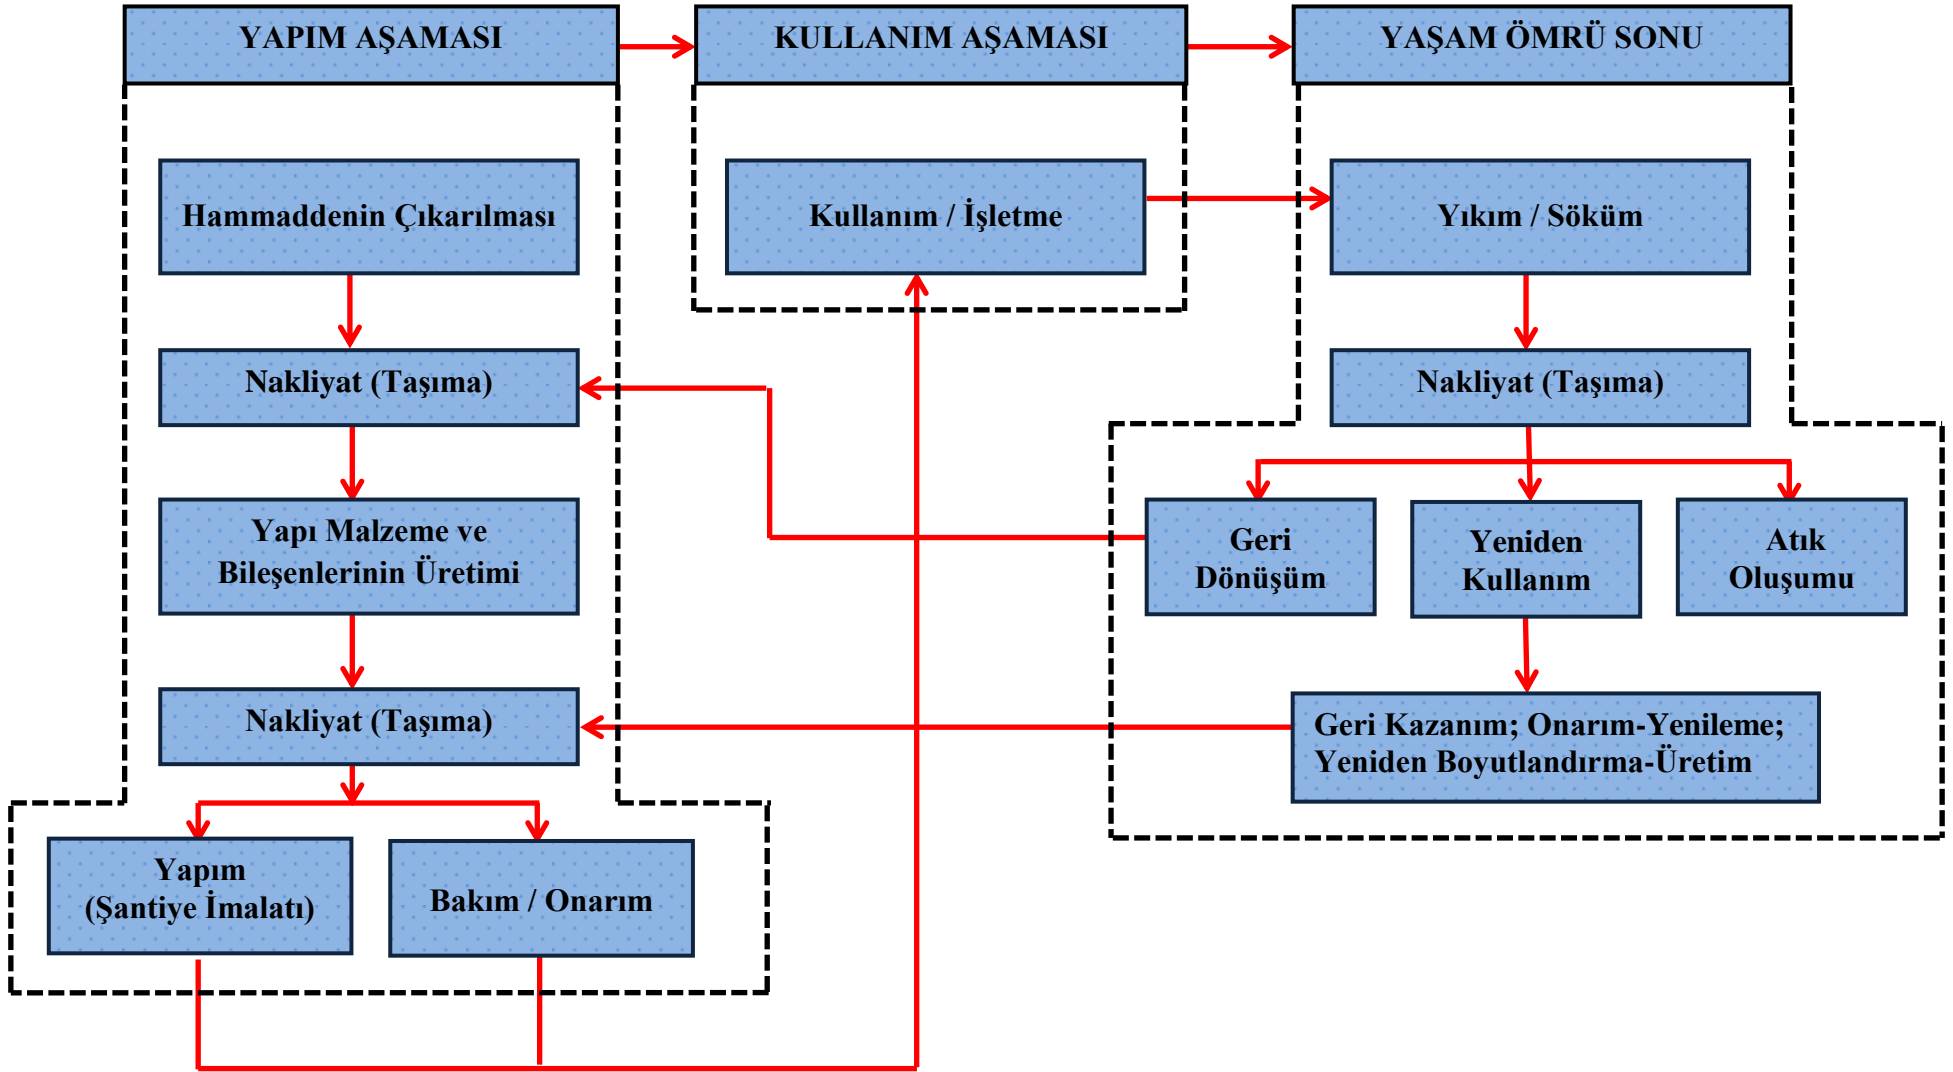 YAPIM AŞAMASI
KULLANIM AŞAMASI
YAŞAM ÖMRÜ SONU
Hammaddenin Çıkarılması
Kullanım / İşletme
Yıkım / Söküm
Nakliyat (Taşıma)
Nakliyat (Taşıma)
Yapı Malzeme ve
Bileşenlerinin Üretimi
Geri
Dönüşüm
Yeniden
Kullanım
Atık
Oluşumu
Nakliyat (Taşıma)
Geri Kazanım; Onarım-Yenileme;
Yeniden Boyutlandırma-Üretim
Yapım
(Şantiye İmalatı)
Bakım / Onarım